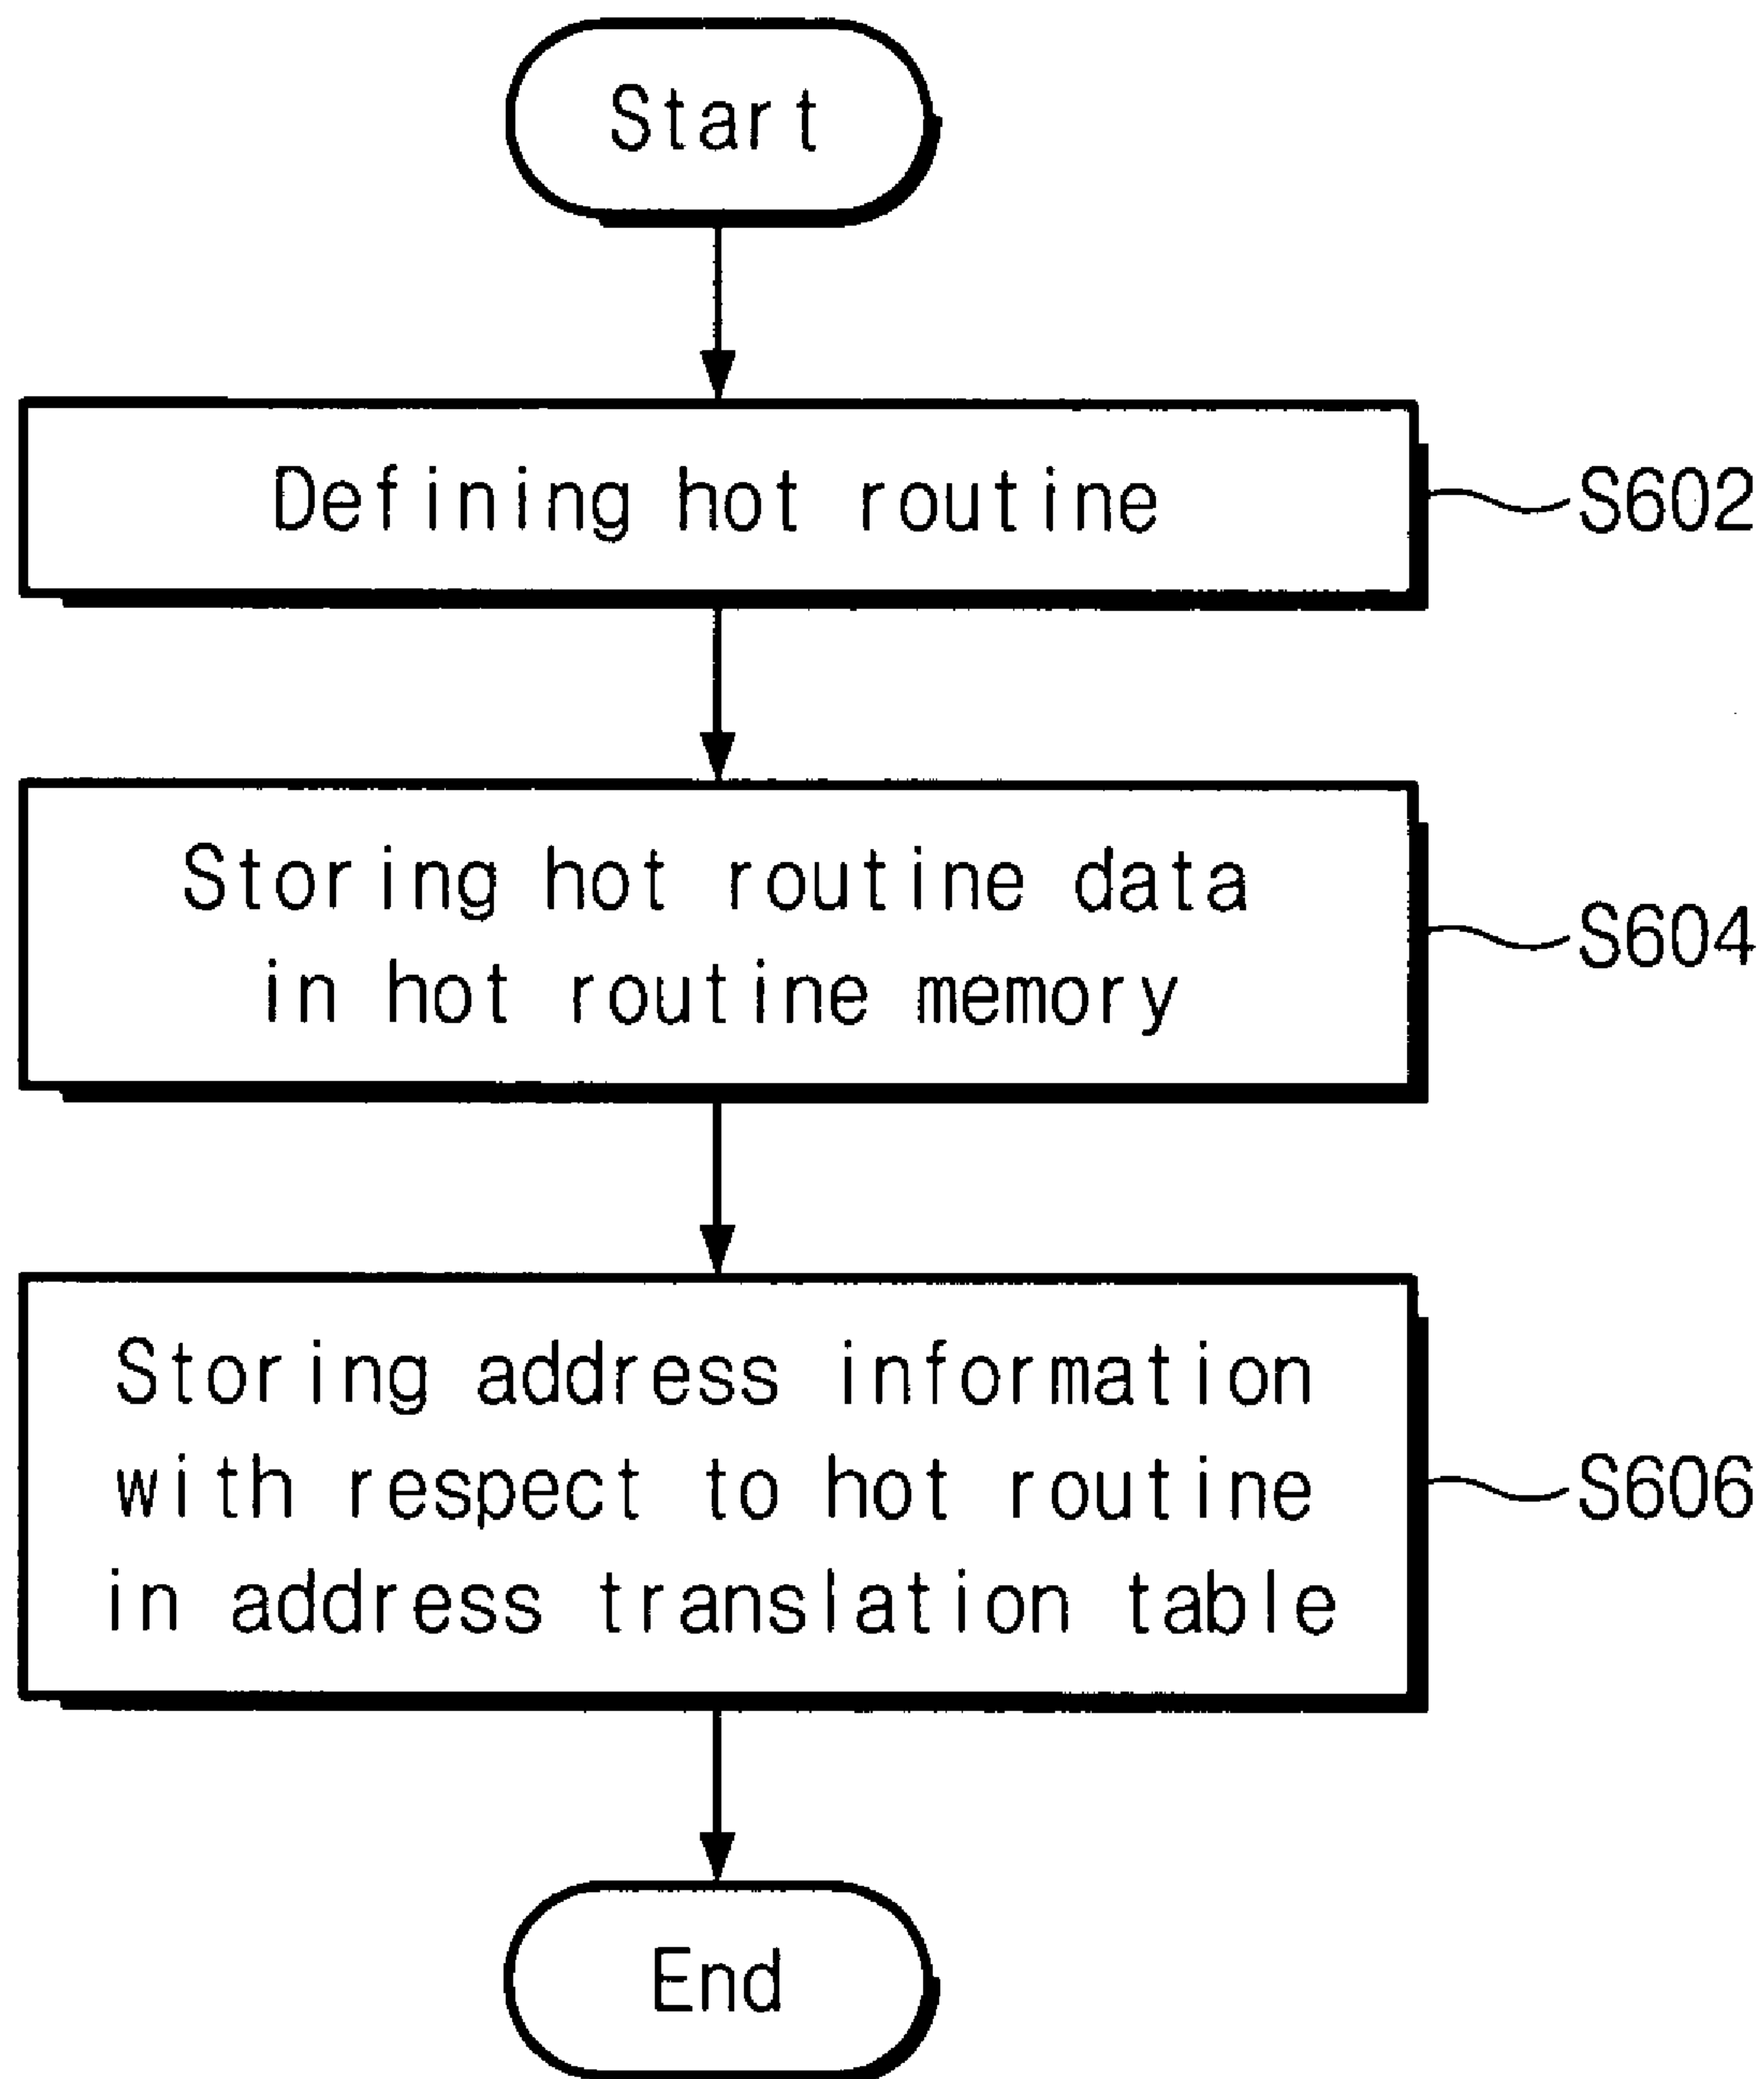 Start
Defining hot routine
S602
Storing hot routine data
in hot routine memory
S604
Storing address information
with respect to hot routine
in address translation table
S606
End